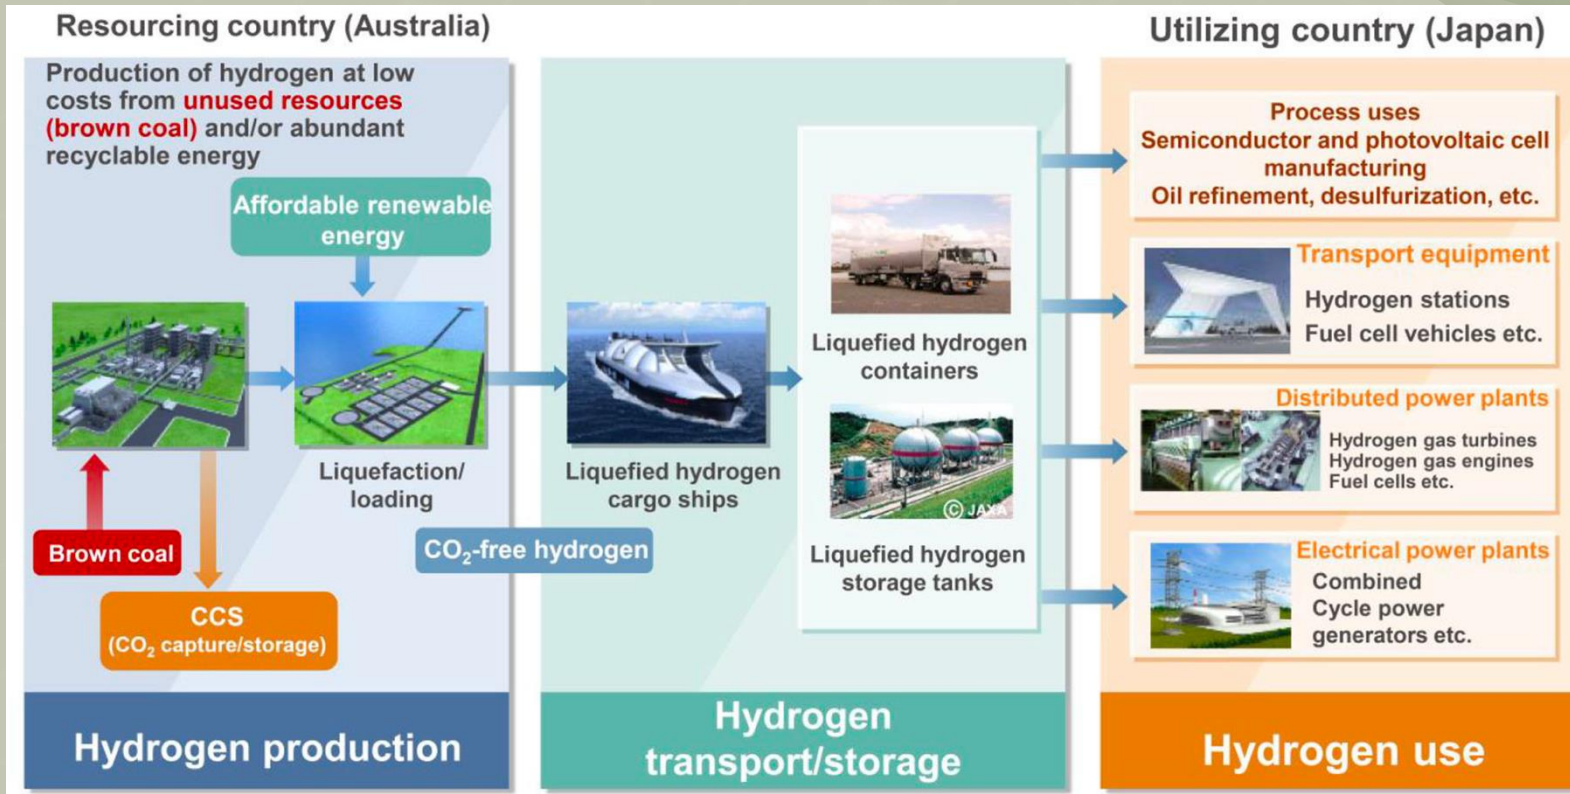 Resourcing country (Australia)
Production of hydrogen at low
costs from unused resources
(brown coal) and/or abundant
recyclable energy
Affordable renewable
energy
Liquefaction/
loading
Brown coal
CCS
(CO₂ capture/storage)
CO₂-free hydrogen
Hydrogen production
Liquefied hydrogen
cargo ships
Liquefied hydrogen
containers
© JAXA
Liquefied hydrogen
storage tanks
Hydrogen
transport/storage
Utilizing country (Japan)
Process uses
Semiconductor and photovoltaic cell
manufacturing
Oil refinement, desulfurization, etc.
Transport equipment
Hydrogen stations
Fuel cell vehicles etc.
Distributed power plants
Hydrogen gas turbines
Hydrogen gas engines
Fuel cells etc.
Electrical power plants
Combined
Cycle power
generators etc.
Hydrogen use